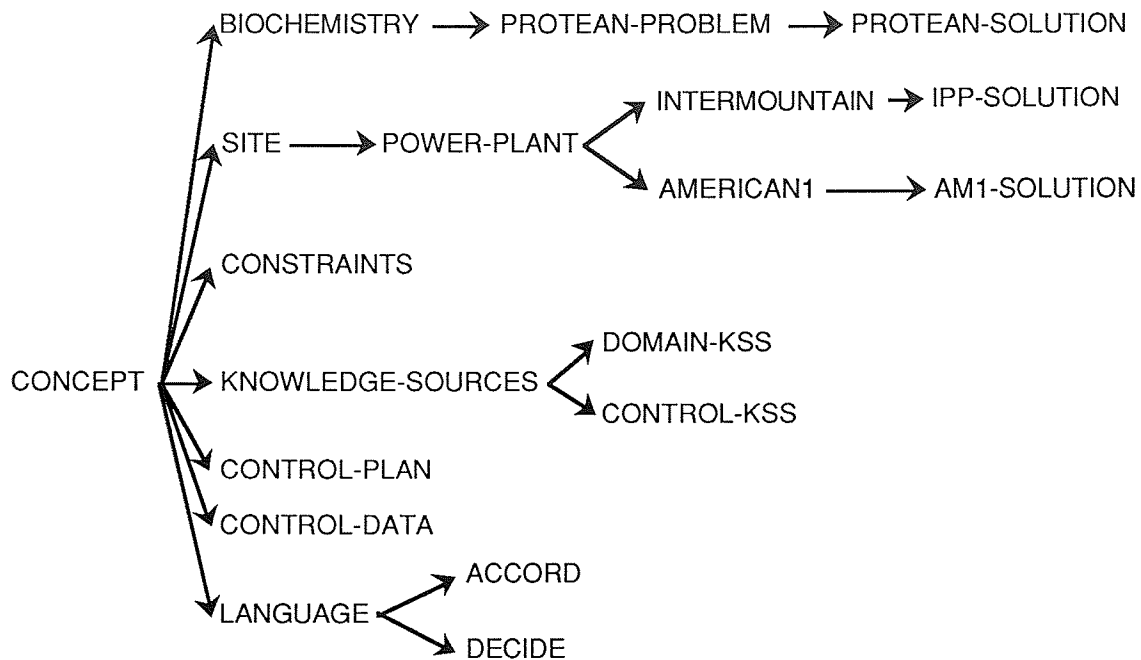 BIOCHEMISTRY PROTEAN-PROBLEM PROTEAN-SOLUTION
INTERMOUNTAIN IPP-SOLUTION
SITE POWER-PLANT
AMERICAN1 AM1-SOLUTION
CONSTRAINTS
DOMAIN-KSS
CONCEPT KNOWLEDGE-SOURCES
CONTROL-KSS
CONTROL-PLAN
CONTROL-DATA
ACCORD
LANGUAGE
DECIDE